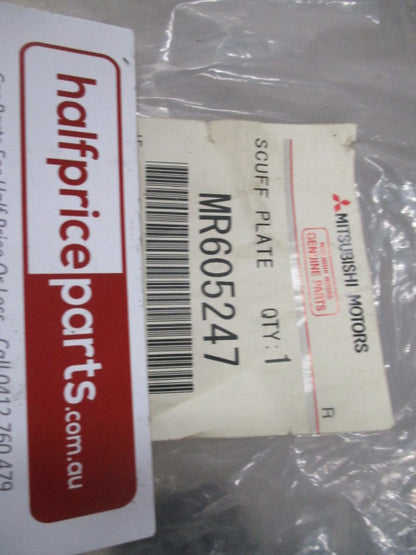 halfpriceparts.com.au
Car Parts For Half Price Or Less. Call 0412 760 479
MITSUBISHI MOTORS
GENUINE PARTS
R
SCUFF PLATE QTY:1
MR605247